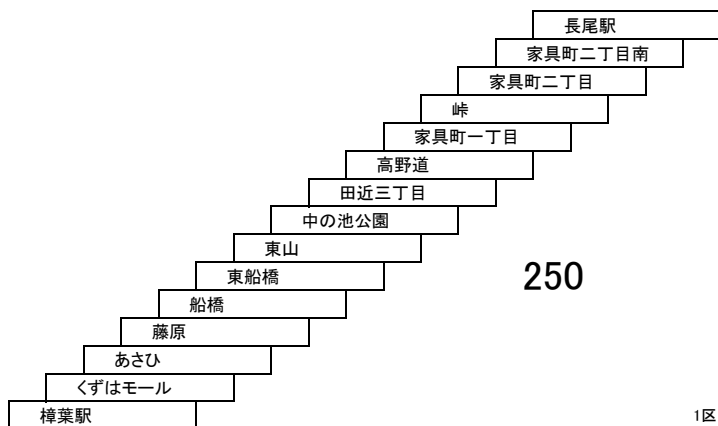 長尾駅
家具町二丁目南
家具町二丁目
峠
家具町一丁目
高野道
田近三丁目
中の池公園
東山
東船橋
250
船橋
藤原
あさひ
くずはモール
樟葉駅
1区